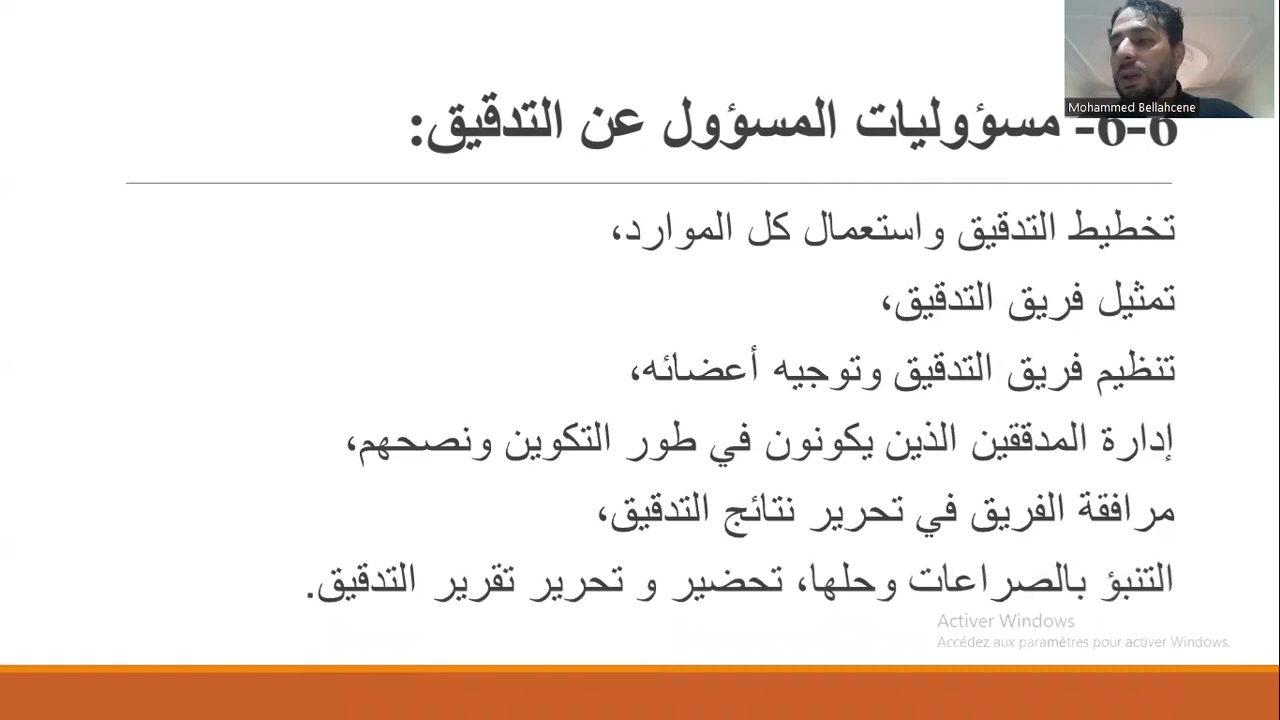 Mohammed Bellahcene
6-6- مسؤوليات المسؤول عن التدقيق:
تخطيط التدقيق واستعمال كل الموارد،
تمثيل فريق التدقيق،
تنظيم فريق التدقيق وتوجيه أعضائه،
إدارة المدققين الذين يكونون في طور التكوين ونصحهم،
مرافقة الفريق في تحرير نتائج التدقيق،
التنبؤ بالصراعات وحلها، تحضير و تحرير تقرير التدقيق.
Activer Windows
Accédez aux paramètres pour activer Windows.